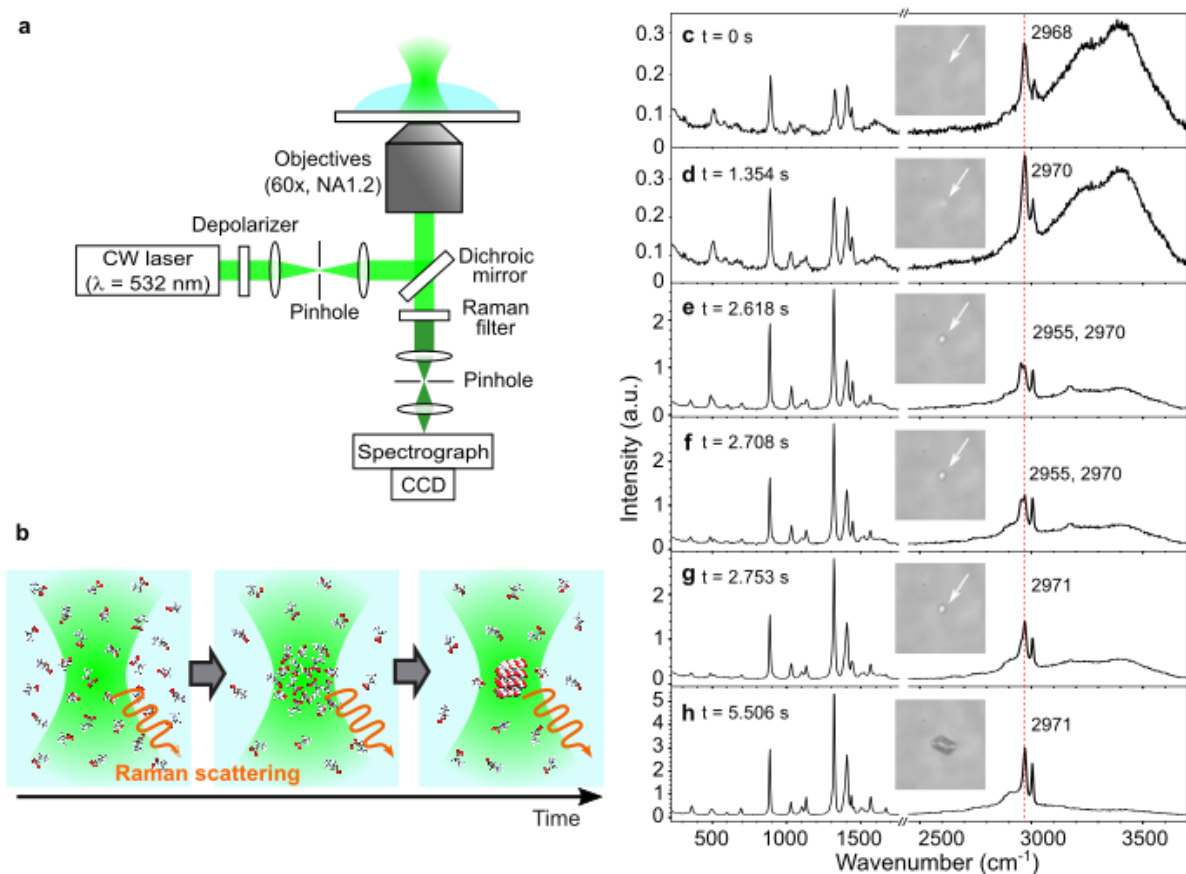 a
Objectives
(60x, NA1.2)
Depolarizer
CW laser
(λ = 532 nm)
Pinhole
Dichroic
mirror
Raman
filter
Pinhole
Spectrograph
CCD
b
Raman scattering
Time
Intensity (a.u.)
c t = 0 s
2968
0.3
0.2
0.1
0
d t = 1.354 s
2970
0.3
0.2
0.1
0
e t = 2.618 s
2955, 2970
2
1
0
f t = 2.708 s
2955, 2970
2
1
0
g t = 2.753 s
2971
2
1
0
h t = 5.506 s
2971
5
4
3
2
1
0
500 1000 1500 2500 3000 3500
Wavenumber (cm⁻¹)